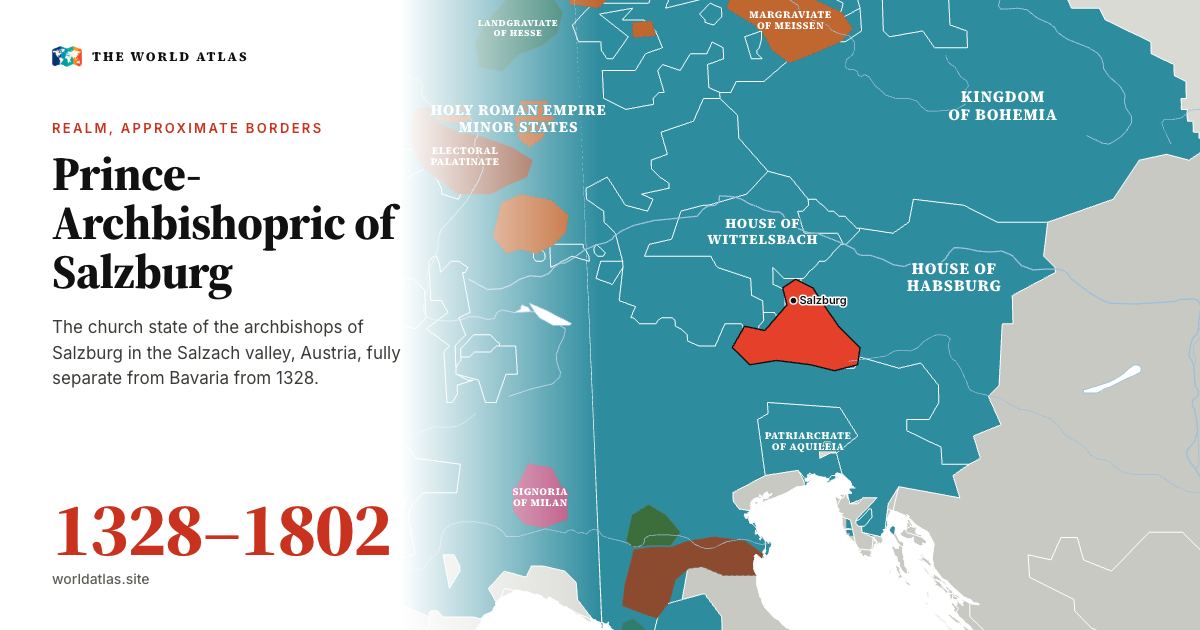 THE WORLD ATLAS
REALM, APPROXIMATE BORDERS
Prince-
Archbishopric of
Salzburg
The church state of the archbishops of
Salzburg in the Salzach valley, Austria, fully
separate from Bavaria from 1328.
1328–1802
worldatlas.site
LANDGRAVIATE
OF HESSE
MARGRAVIATE
OF MEISSEN
HOLY ROMAN EMPIRE
MINOR STATES
KINGDOM
OF BOHEMIA
ELECTORAL
PALATINATE
HOUSE OF
WITTELSBACH
HOUSE OF
HABSBURG
Salzburg
PATRIARCHATE
OF AQUILEIA
SIGNORIA
OF MILAN